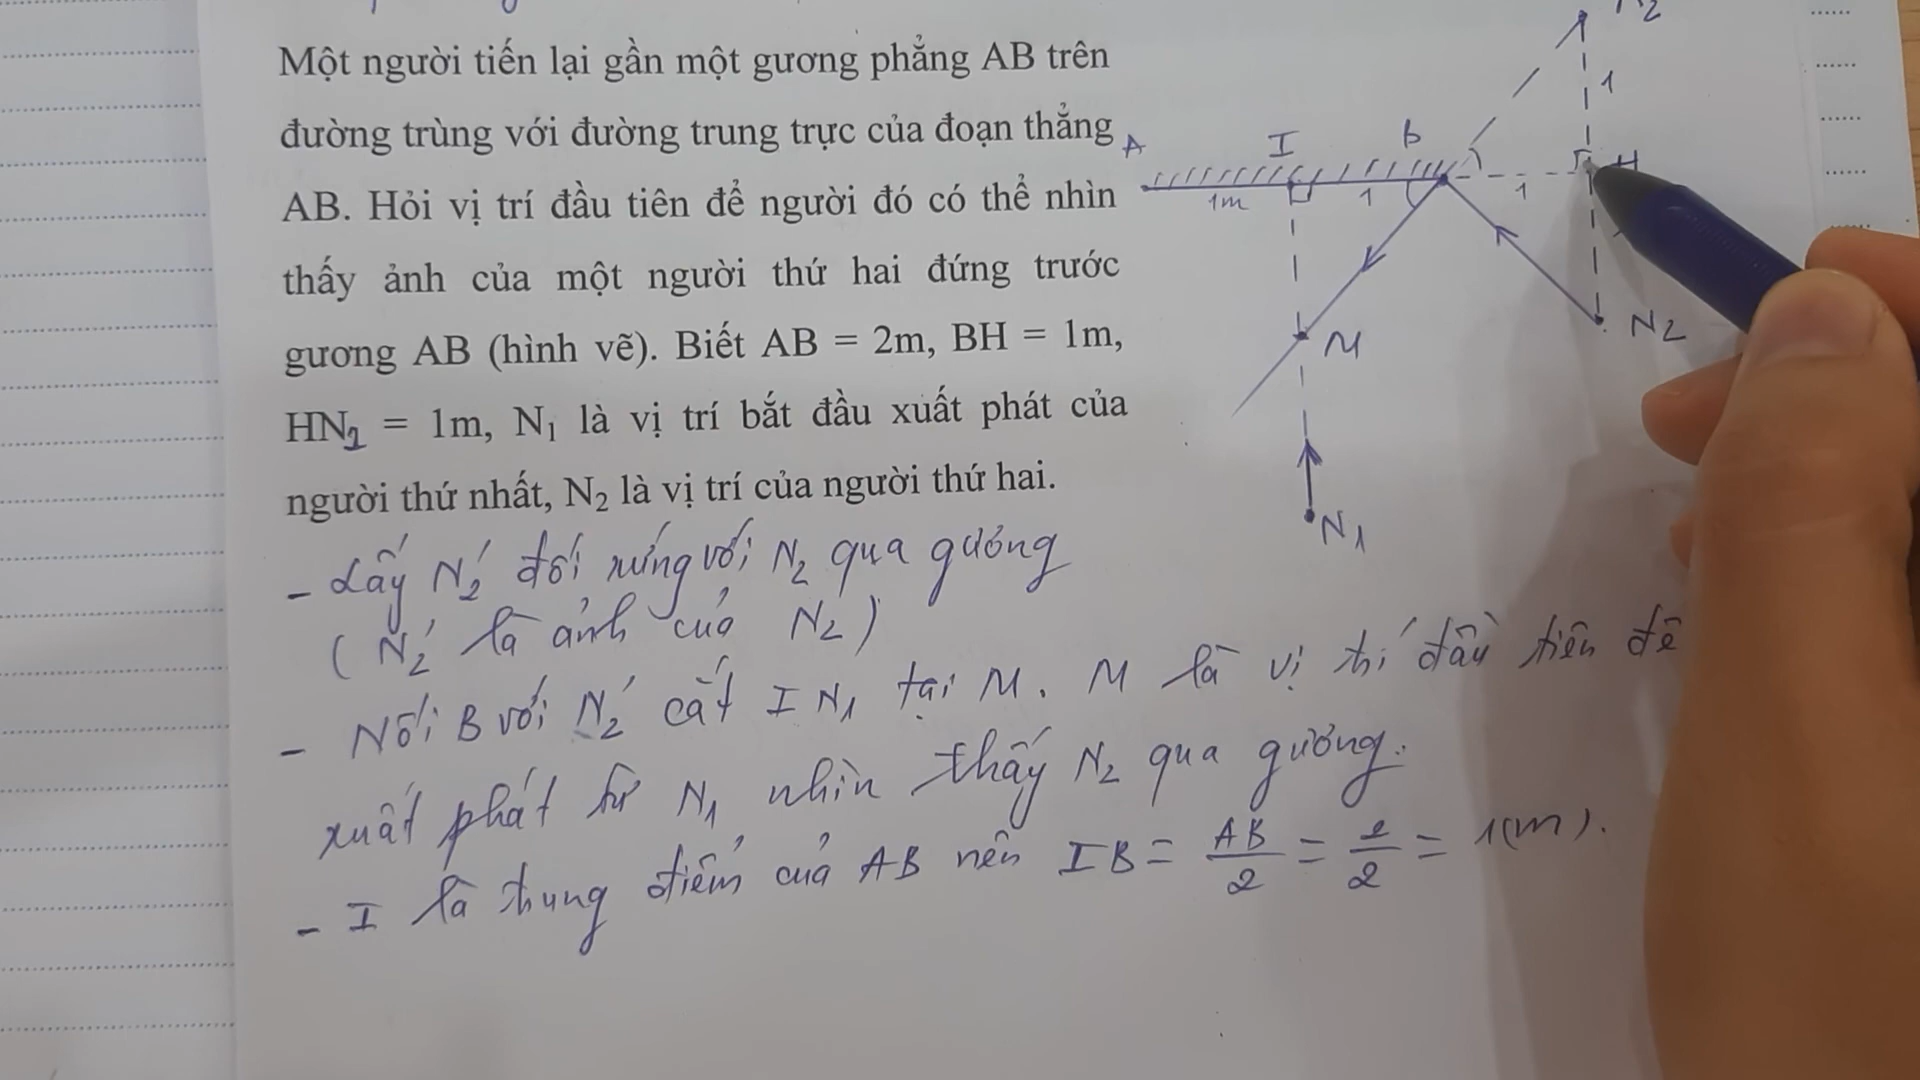 Một người tiến lại gần một gương phẳng AB trên
đường trùng với đường trung trực của đoạn thẳng
AB. Hỏi vị trí đầu tiên để người đó có thể nhìn
thấy ảnh của một người thứ hai đứng trước
gương AB (hình vẽ). Biết AB = 2m, BH = 1m,
HN₂ = 1m, N₁ là vị trí bắt đầu xuất phát của
người thứ nhất, N₂ là vị trí của người thứ hai.
A
I
B
H
1m
1
1
1
M
N₂
N₁
- Lấy N₂' đối xứng với N₂ qua gương
( N₂' là ảnh của N₂ )
- Nối B với N₂' cắt I N₁ tại M. M là vị trí đầu tiên để
xuất phát từ N₁ nhìn thấy N₂ qua gương.
- I là trung điểm của AB nên IB = AB/2 = 2/2 = 1(m).